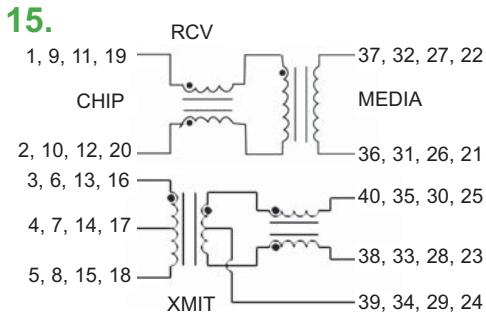 15.
RCV
1, 9, 11, 19
37, 32, 27, 22
CHIP
MEDIA
2, 10, 12, 20
36, 31, 26, 21
3, 6, 13, 16
40, 35, 30, 25
4, 7, 14, 17
38, 33, 28, 23
5, 8, 15, 18
XMIT
39, 34, 29, 24